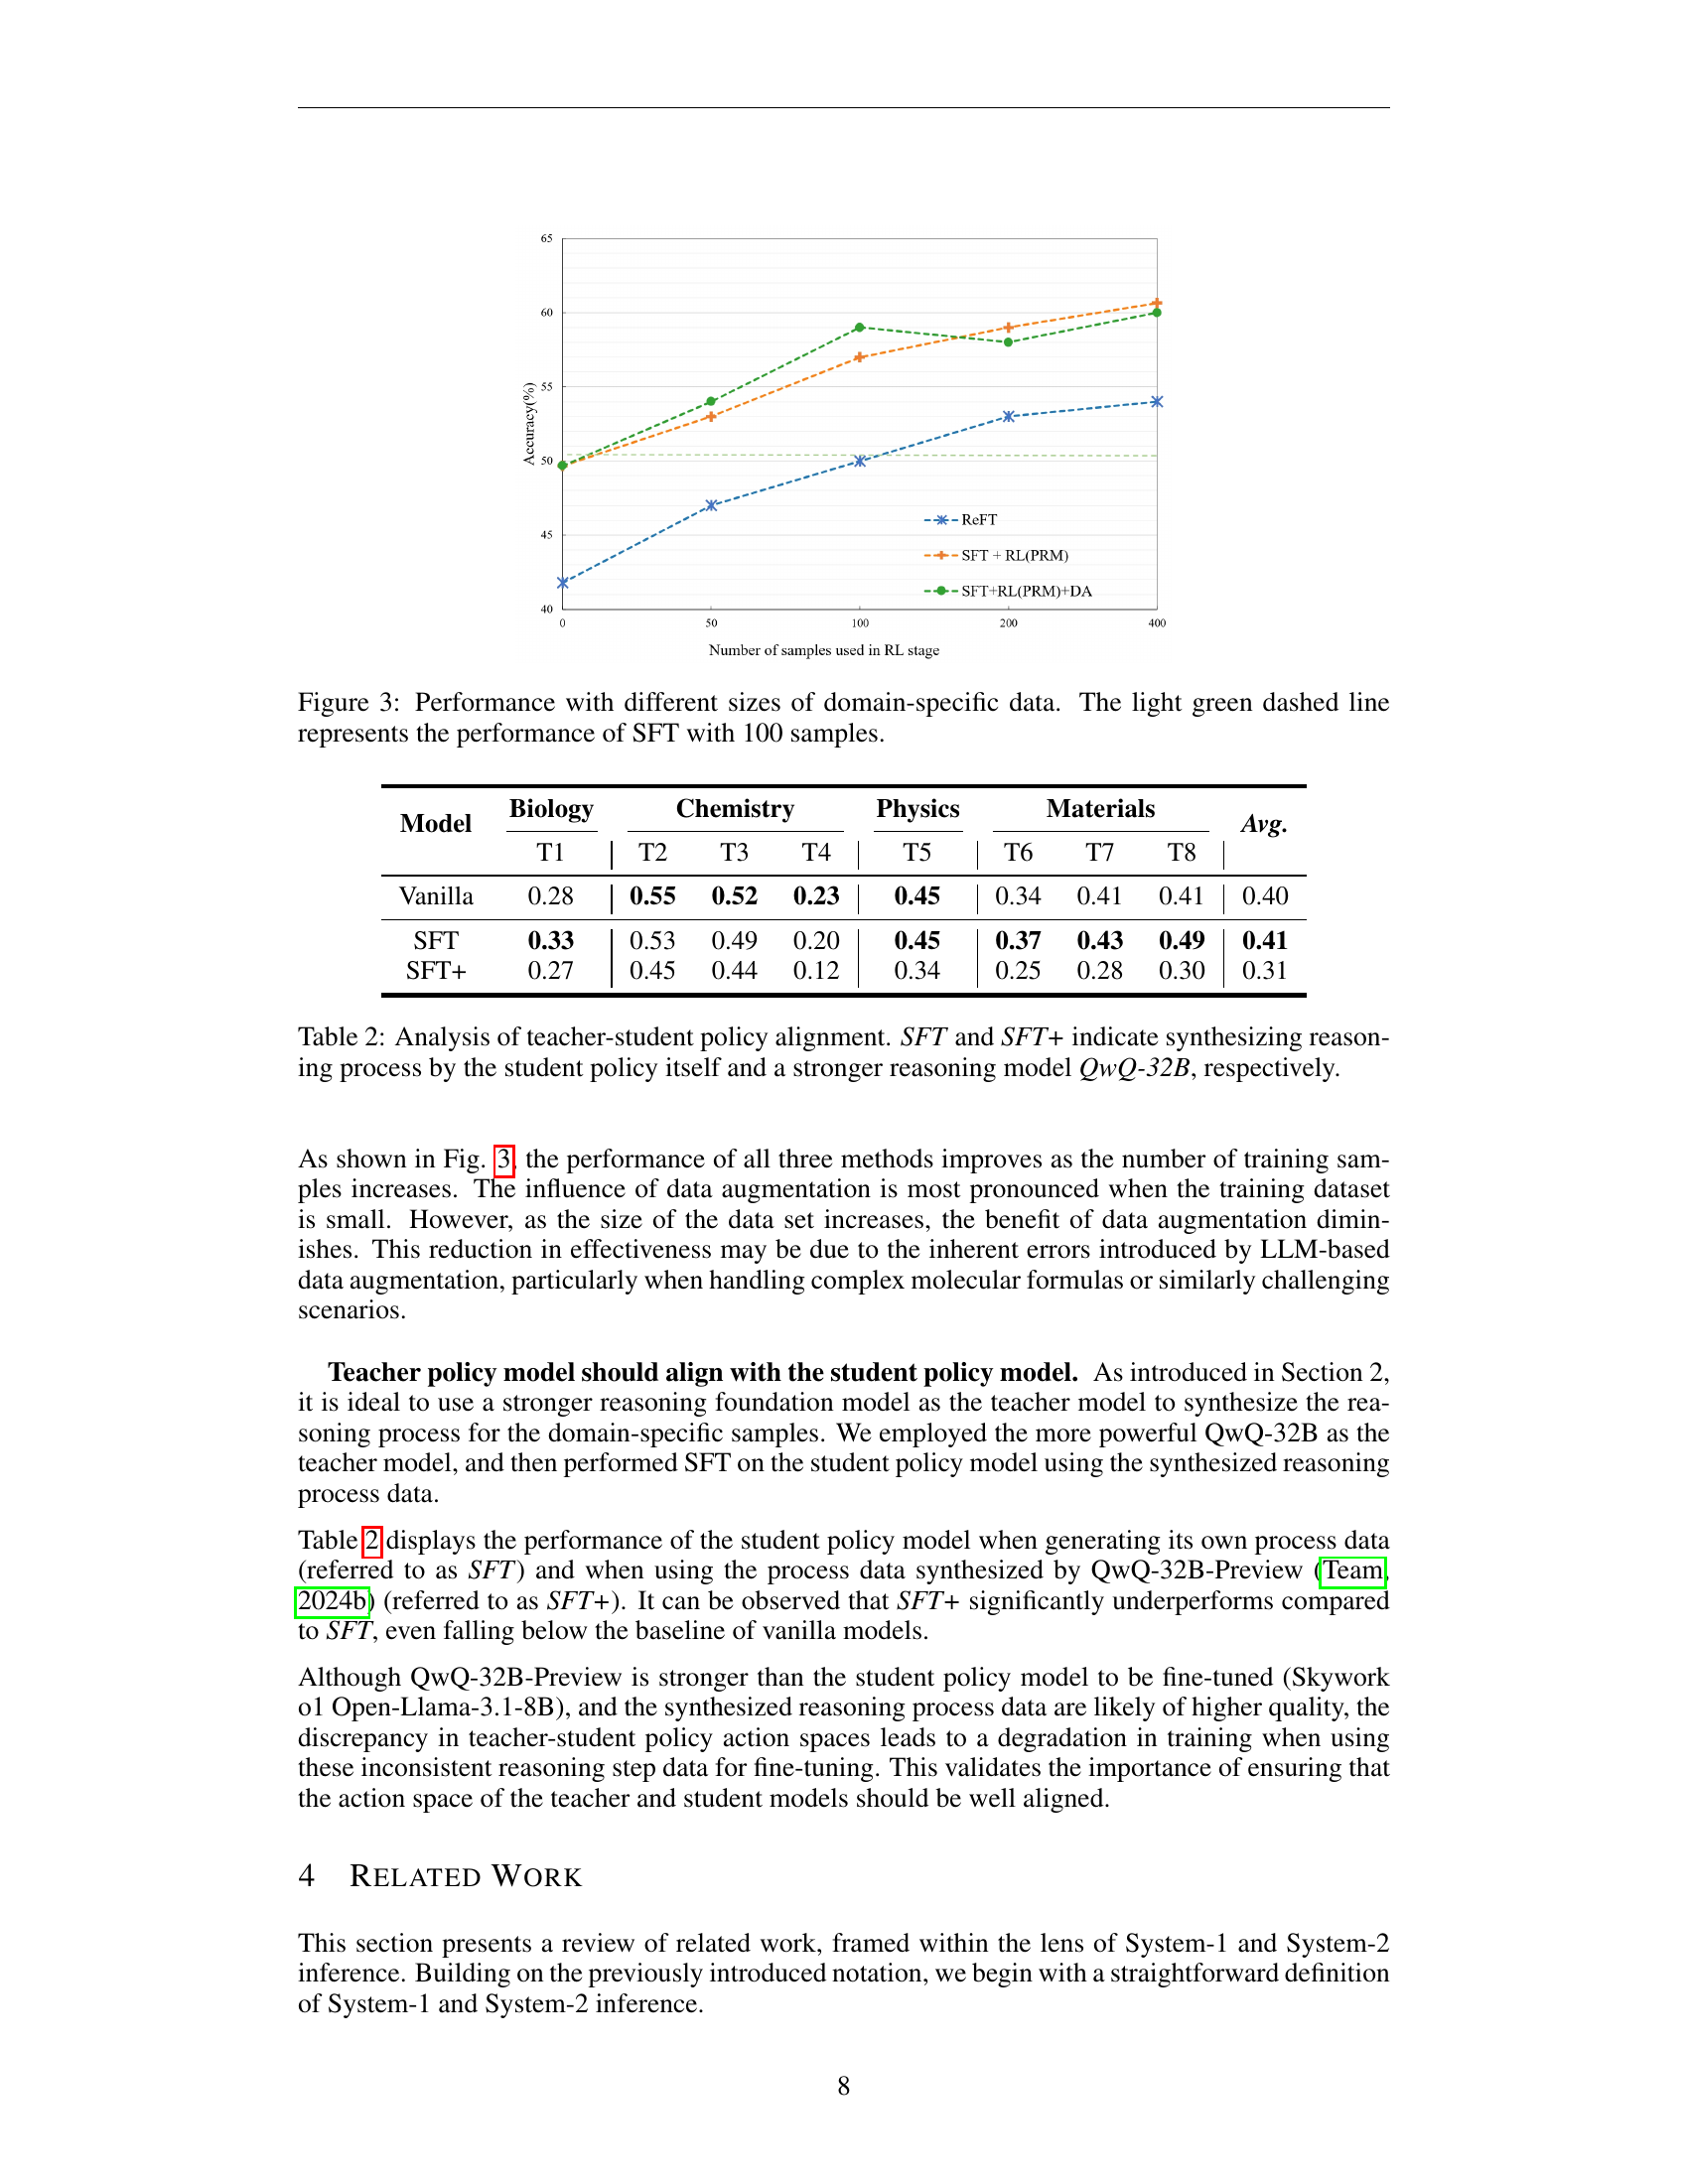 65
60
55
50
45
40
Accuracy(%)
ReFT
SFT + RL(PRM)
SFT+RL(PRM)+DA
0 50 100 200 400
Number of samples used in RL stage
Figure 3: Performance with different sizes of domain-specific data. The light green dashed line
represents the performance of SFT with 100 samples.
Model Biology Chemistry Physics Materials Avg.
T1 T2 T3 T4 T5 T6 T7 T8
Vanilla 0.28 0.55 0.52 0.23 0.45 0.34 0.41 0.41 0.40
SFT 0.33 0.53 0.49 0.20 0.45 0.37 0.43 0.49 0.41
SFT+ 0.27 0.45 0.44 0.12 0.34 0.25 0.28 0.30 0.31
Table 2: Analysis of teacher-student policy alignment. SFT and SFT+ indicate synthesizing reason-
ing process by the student policy itself and a stronger reasoning model QwQ-32B, respectively.
As shown in Fig. 3, the performance of all three methods improves as the number of training sam-
ples increases. The influence of data augmentation is most pronounced when the training dataset
is small. However, as the size of the data set increases, the benefit of data augmentation dimin-
ishes. This reduction in effectiveness may be due to the inherent errors introduced by LLM-based
data augmentation, particularly when handling complex molecular formulas or similarly challenging
scenarios.
Teacher policy model should align with the student policy model. As introduced in Section 2,
it is ideal to use a stronger reasoning foundation model as the teacher model to synthesize the rea-
soning process for the domain-specific samples. We employed the more powerful QwQ-32B as the
teacher model, and then performed SFT on the student policy model using the synthesized reasoning
process data.
Table 2 displays the performance of the student policy model when generating its own process data
(referred to as SFT) and when using the process data synthesized by QwQ-32B-Preview (Team,
2024b) (referred to as SFT+). It can be observed that SFT+ significantly underperforms compared
to SFT, even falling below the baseline of vanilla models.
Although QwQ-32B-Preview is stronger than the student policy model to be fine-tuned (Skywork
o1 Open-Llama-3.1-8B), and the synthesized reasoning process data are likely of higher quality, the
discrepancy in teacher-student policy action spaces leads to a degradation in training when using
these inconsistent reasoning step data for fine-tuning. This validates the importance of ensuring that
the action space of the teacher and student models should be well aligned.
4 RELATED WORK
This section presents a review of related work, framed within the lens of System-1 and System-2
inference. Building on the previously introduced notation, we begin with a straightforward definition
of System-1 and System-2 inference.
8